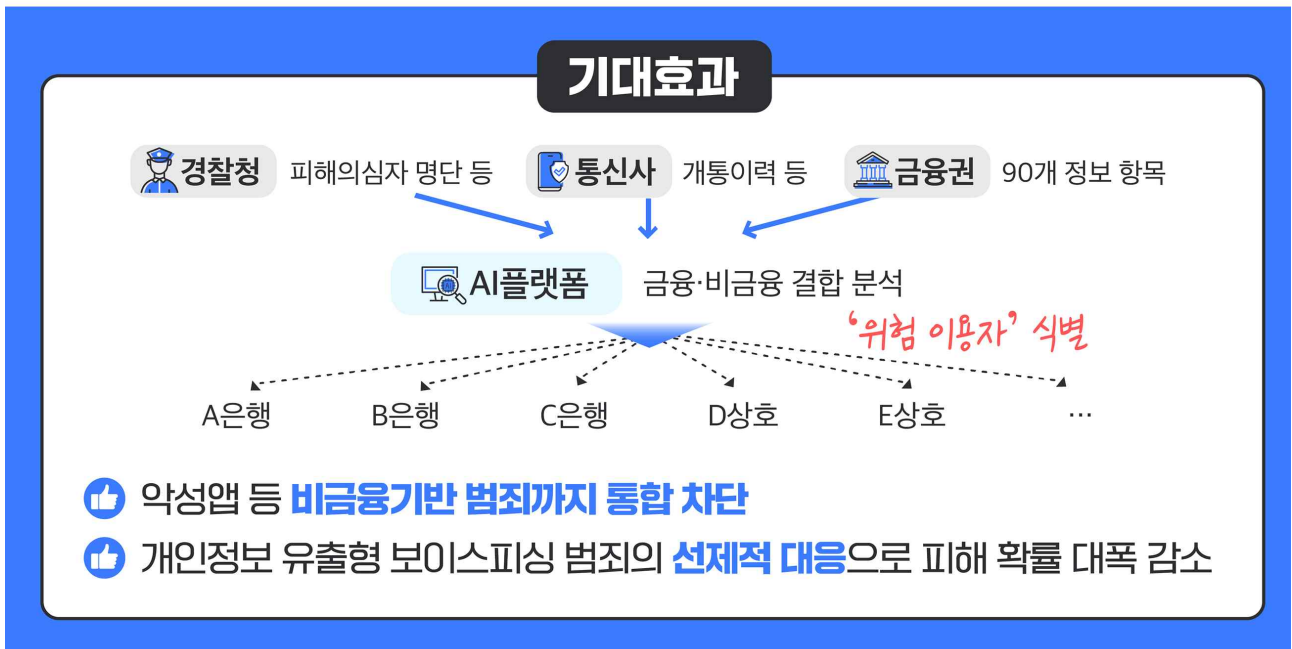 기대효과
경찰청 피해의심자 명단 등 통신사 개통이력 등 금융권 90개 정보 항목
AI플랫폼 금융·비금융 결합 분석
‘위험 이용자’ 식별
A은행 B은행 C은행 D상호 E상호 …
악성앱 등 비금융기반 범죄까지 통합 차단
개인정보 유출형 보이스피싱 범죄의 선제적 대응으로 피해 확률 대폭 감소